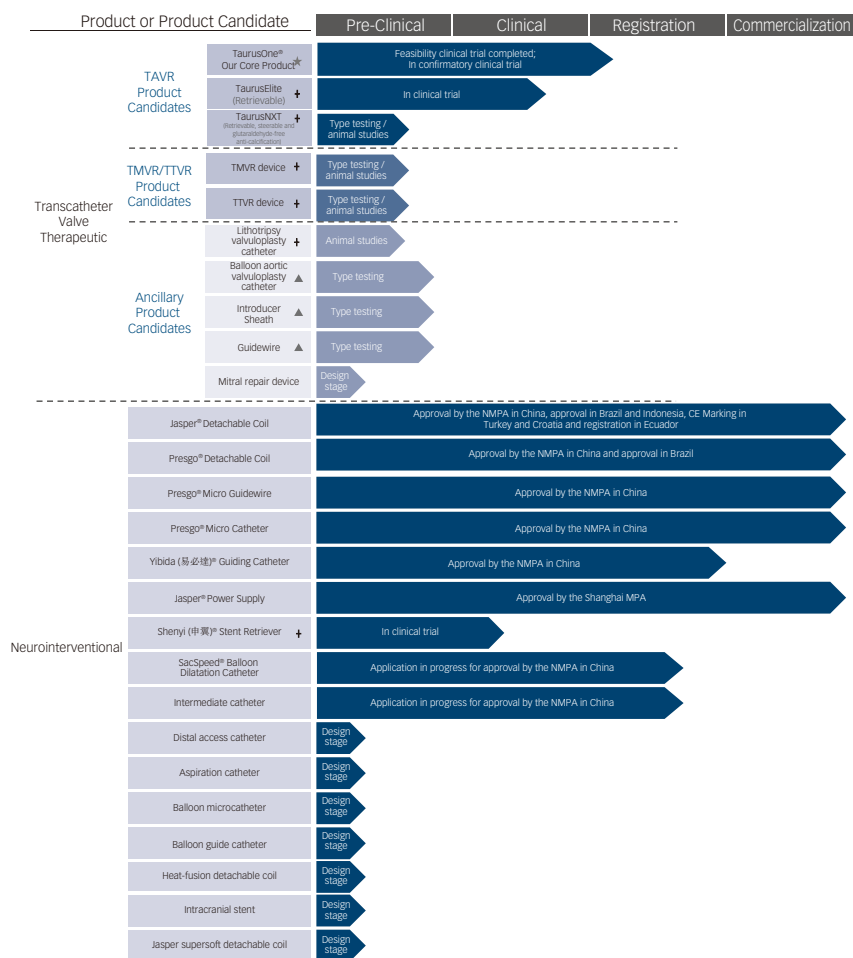 Product or Product Candidate
Pre-Clinical
Clinical
Registration
Commercialization
Transcatheter
Valve
Therapeutic
TAVR
Product
Candidates
TaurusOne®
Our Core Product★
Feasibility clinical trial completed;
In confirmatory clinical trial
TaurusElite
(Retrievable)
In clinical trial
TaurusNXT
(Retrievable, steerable and
glutaraldehyde-free
anti-calcification)
Type testing /
animal studies
TMVR/TTVR
Product
Candidates
TMVR device
Type testing /
animal studies
TTVR device
Type testing /
animal studies
Ancillary
Product
Candidates
Lithotripsy
valvuloplasty
catheter
Animal studies
Balloon aortic
valvuloplasty
catheter
Type testing
Introducer
Sheath
Type testing
Guidewire
Type testing
Mitral repair device
Design
stage
Neurointerventional
Jasper® Detachable Coil
Approval by the NMPA in China, approval in Brazil and Indonesia, CE Marking in
Turkey and Croatia and registration in Ecuador
Presgo® Detachable Coil
Approval by the NMPA in China and approval in Brazil
Presgo® Micro Guidewire
Approval by the NMPA in China
Presgo® Micro Catheter
Approval by the NMPA in China
Yibida (易必達)® Guiding Catheter
Approval by the NMPA in China
Jasper® Power Supply
Approval by the Shanghai MPA
Shenyi (申翼)® Stent Retriever
In clinical trial
SacSpeed® Balloon
Dilatation Catheter
Application in progress for approval by the NMPA in China
Intermediate catheter
Application in progress for approval by the NMPA in China
Distal access catheter
Design
stage
Aspiration catheter
Design
stage
Balloon microcatheter
Design
stage
Balloon guide catheter
Design
stage
Heat-fusion detachable coil
Design
stage
Intracranial stent
Design
stage
Jasper supersoft detachable coil
Design
stage